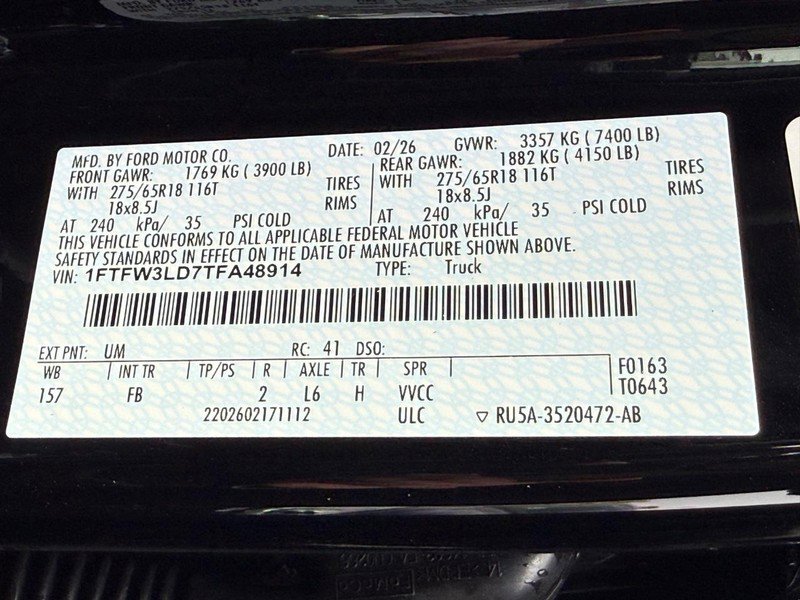 MFD. BY FORD MOTOR CO. DATE: 02/26 GVWR: 3357 KG ( 7400 LB)
FRONT GAWR: 1769 KG ( 3900 LB) REAR GAWR: 1882 KG ( 4150 LB)
WITH 275/65R18 116T TIRES WITH 275/65R18 116T TIRES
18x8.5J RIMS 18x8.5J RIMS
AT 240 kPa/ 35 PSI COLD AT 240 kPa/ 35 PSI COLD
THIS VEHICLE CONFORMS TO ALL APPLICABLE FEDERAL MOTOR VEHICLE
SAFETY STANDARDS IN EFFECT ON THE DATE OF MANUFACTURE SHOWN ABOVE.
VIN: 1FTFW3LD7TFA48914 TYPE: Truck
EXT PNT: UM RC: 41 DSO:
WB | INT TR | TP/PS | R | AXLE | TR | SPR | F0163
157 FB 2 L6 H VVCC T0643
2202602171112 ULC ▽ RU5A-3520472-AB